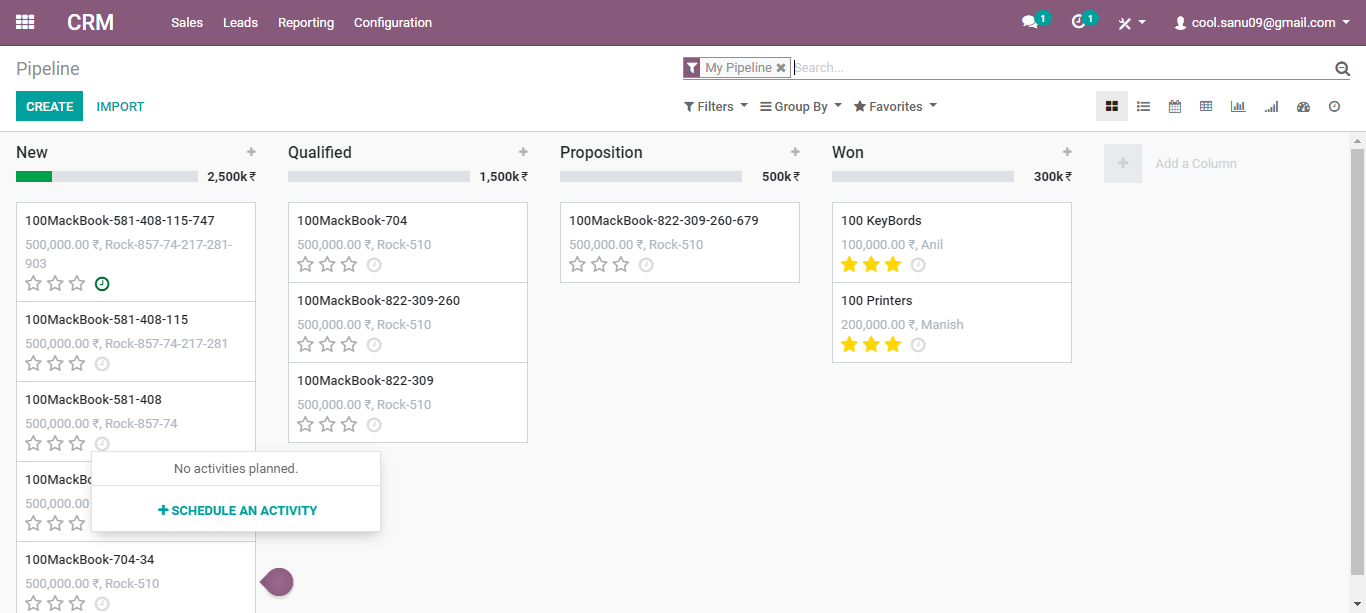 CRM Sales Leads Reporting Configuration 1 1 cool.sanu09@gmail.com
Pipeline My Pipeline Search...
CREATE IMPORT Filters Group By Favorites
New
2,500k₹
100MackBook-581-408-115-747
500,000.00 ₹, Rock-857-74-217-281-
903
100MackBook-581-408-115
500,000.00 ₹, Rock-857-74-217-281
100MackBook-581-408
500,000.00 ₹, Rock-857-74
500,000.00
100MackBook-704-34
500,000.00 ₹, Rock-510
No activities planned.
SCHEDULE AN ACTIVITY
Qualified
1,500k₹
100MackBook-704
500,000.00 ₹, Rock-510
100MackBook-822-309-260
500,000.00 ₹, Rock-510
100MackBook-822-309
500,000.00 ₹, Rock-510
Proposition
500k₹
100MackBook-822-309-260-679
500,000.00 ₹, Rock-510
Won
300k₹
100 KeyBords
100,000.00 ₹, Anil
100 Printers
200,000.00 ₹, Manish
Add a Column